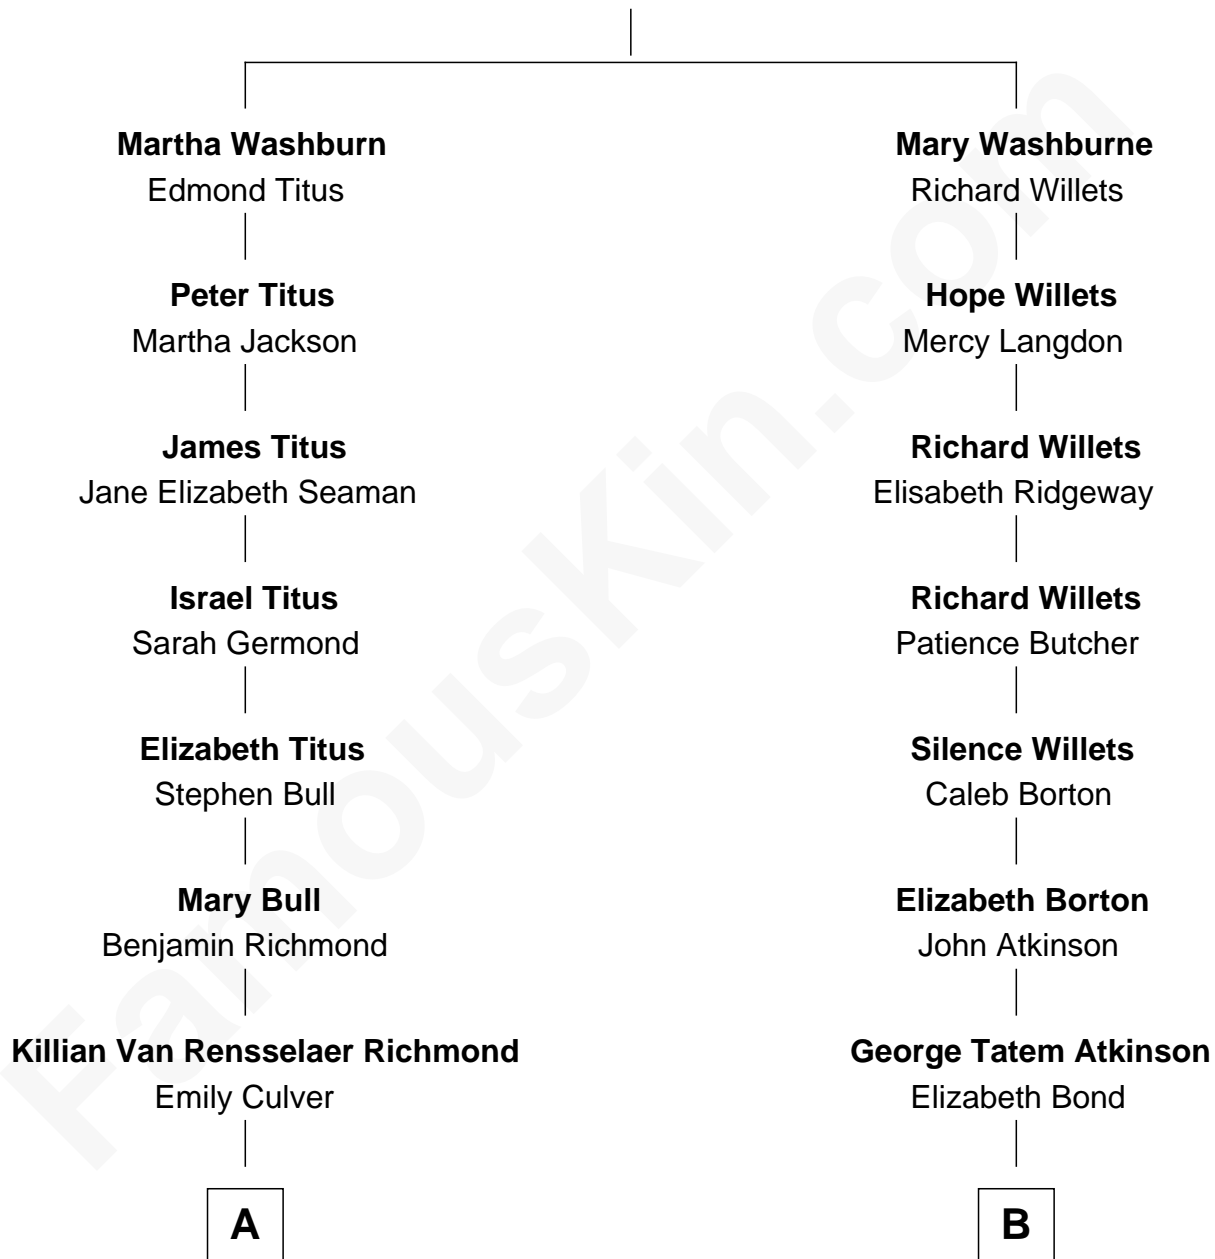 Martha Washburn
Edmond Titus
Peter Titus
Martha Jackson
James Titus
Jane Elizabeth Seaman
Israel Titus
Sarah Germond
Elizabeth Titus
Stephen Bull
Mary Bull
Benjamin Richmond
Killian Van Rensselaer Richmond
Emily Culver
A
Mary Washburne
Richard Willets
Hope Willets
Mercy Langdon
Richard Willets
Elisabeth Ridgeway
Richard Willets
Patience Butcher
Silence Willets
Caleb Borton
Elizabeth Borton
John Atkinson
George Tatem Atkinson
Elizabeth Bond
B
FamousKin.com